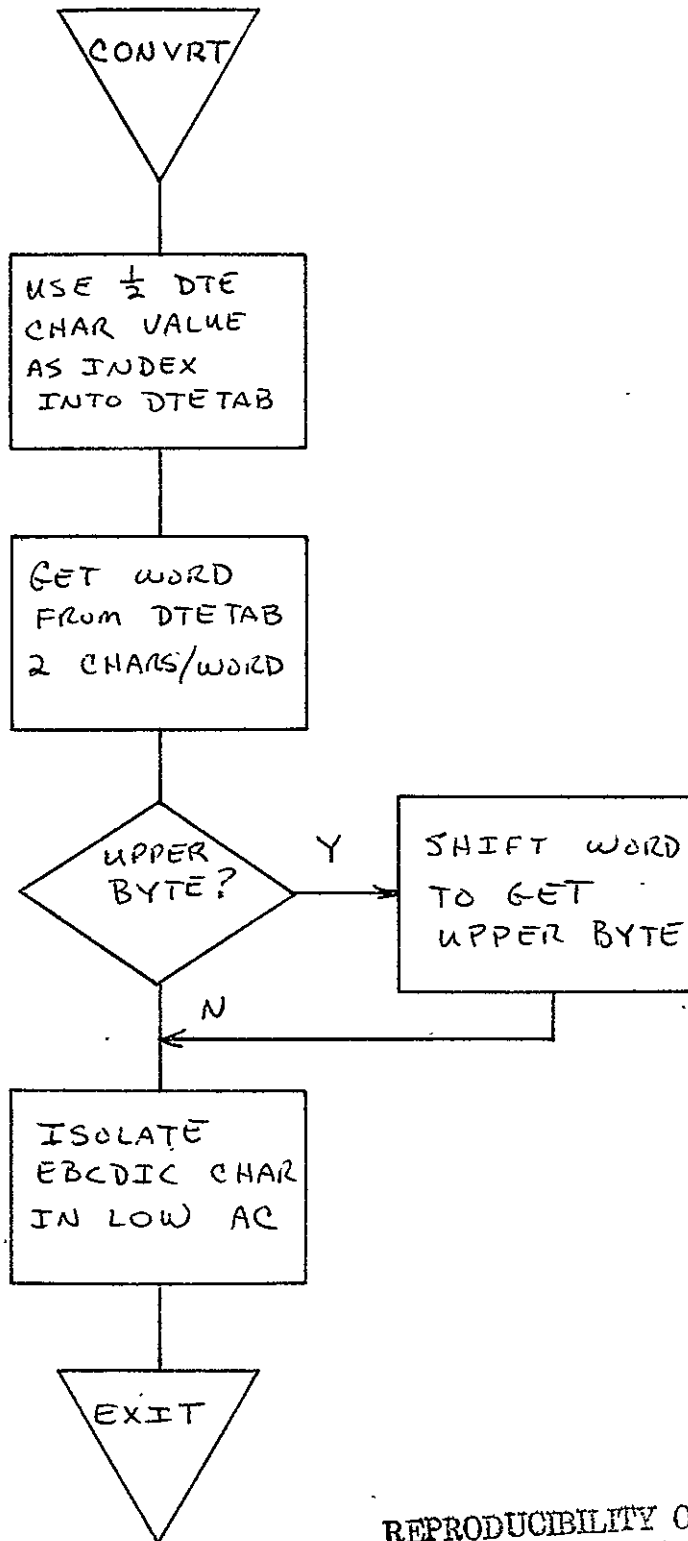 CONVRT
USE 1/2 DTE
CHAR VALUE
AS INDEX
INTO DTETAB
GET WORD
FROM DTETAB
2 CHARS/WORD
UPPER
BYTE?
Y
SHIFT WORD
TO GET
UPPER BYTE
N
ISOLATE
EBCDIC CHAR
IN LOW AC
EXIT
REPRODUCIBILITY O